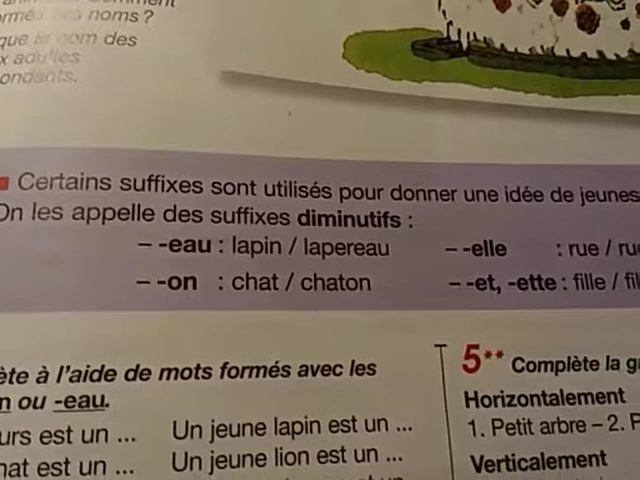 noms ?
que le nom des
x adultes
ondants.
Certains suffixes sont utilisés pour donner une idée de jeunes
On les appelle des suffixes diminutifs :
– -eau : lapin / lapereau – -elle : rue / ru
– -on : chat / chaton – -et, -ette : fille / fil
ète à l'aide de mots formés avec les
n ou -eau.
urs est un ... Un jeune lapin est un ...
hat est un ... Un jeune lion est un ...
5** Complète la g
Horizontalement
1. Petit arbre – 2. P
Verticalement